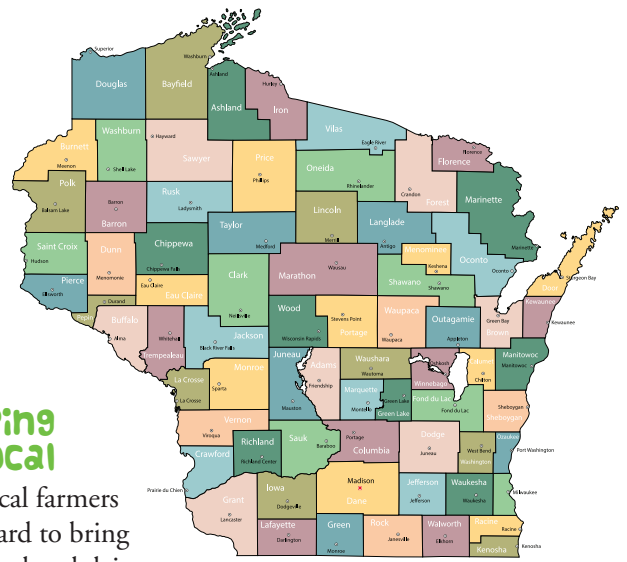 Superior
Washburn
Douglas
Bayfield
Ashland
Hurley
Ashland
Iron
Vilas
Eagle River
Washburn
Hayward
Burnett
Meenon
Shell Lake
Sawyer
Price
Phillips
Oneida
Rhinelander
Florence
Florence
Crandon
Forest
Marinette
Polk
Balsam Lake
Barron
Barron
Rusk
Ladysmith
Lincoln
Merrill
Taylor
Medford
Langlade
Antigo
Marinette
Saint Croix
Hudson
Dunn
Menomonie
Chippewa
Chippewa Falls
Marathon
Wausau
Menominee
Keshena
Oconto
Oconto
Pierce
Ellsworth
Durand
Pepin
Eau Claire
Eau Claire
Clark
Neillsville
Shawano
Shawano
Door
Sturgeon Bay
Kewaunee
Kewaunee
Buffalo
Alma
Whitehall
Trempealeau
Jackson
Black River Falls
Wood
Wisconsin Rapids
Stevens Point
Portage
Waupaca
Waupaca
Outagamie
Appleton
Green Bay
Brown
Manitowoc
Manitowoc
La Crosse
La Crosse
Monroe
Sparta
Juneau
Mauston
Adams
Friendship
Waushara
Wautoma
Oshkosh
Winnebago
Chilton
Marquette
Montello
Green Lake
Green Lake
Fond du Lac
Fond du Lac
Sheboygan
Sheboygan
Vernon
Viroqua
Richland
Richland Center
Sauk
Baraboo
Portage
Columbia
Dodge
Juneau
West Bend
Washington
Ozaukee
Port Washington
Crawford
Prairie du Chien
Grant
Lancaster
Iowa
Dodgeville
Madison
Dane
Jefferson
Jefferson
Waukesha
Waukesha
Milwaukee
Lafayette
Darlington
Green
Monroe
Rock
Janesville
Walworth
Elkhorn
Racine
Racine
Kenosha
Kenosha
ocal
cal farmers
ard to bring